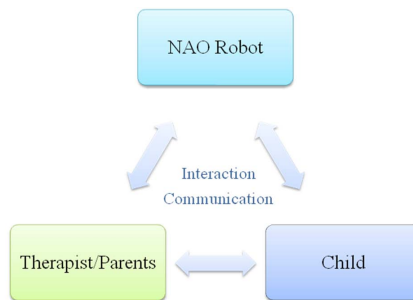 NAO Robot
Interaction
Communication
Therapist/Parents
Child